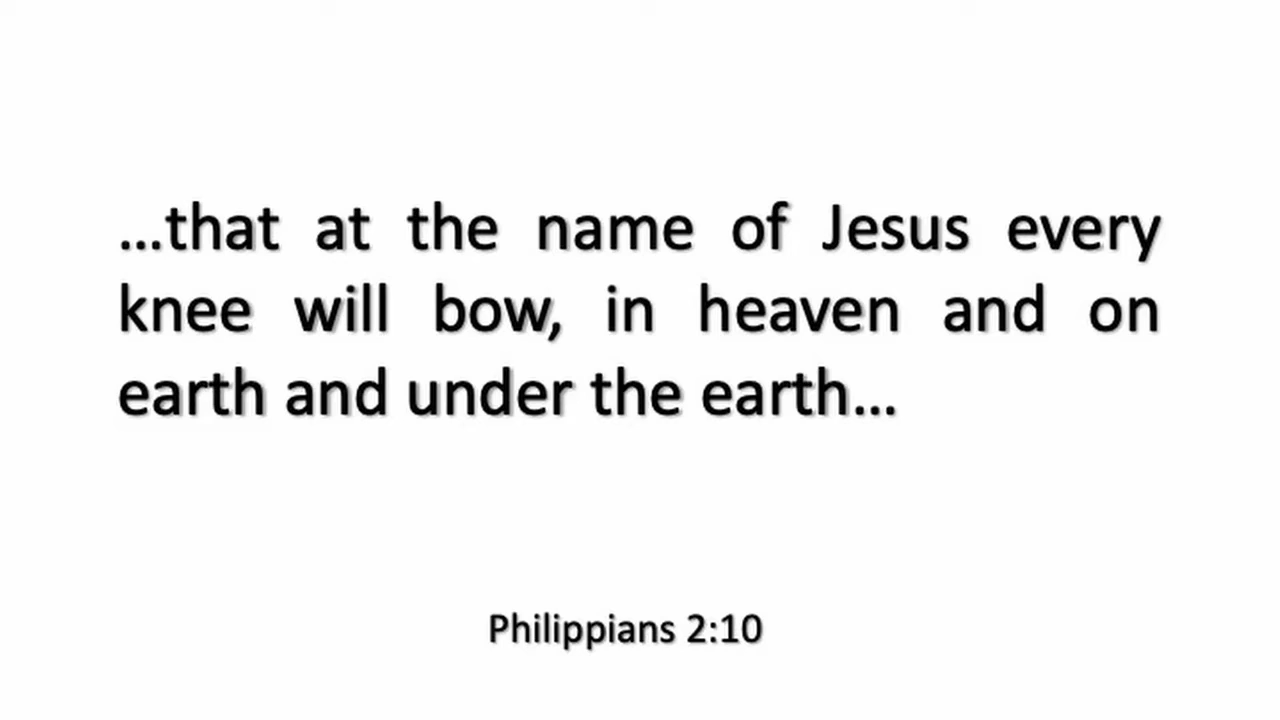 …that at the name of Jesus every
knee will bow, in heaven and on
earth and under the earth…
Philippians 2:10